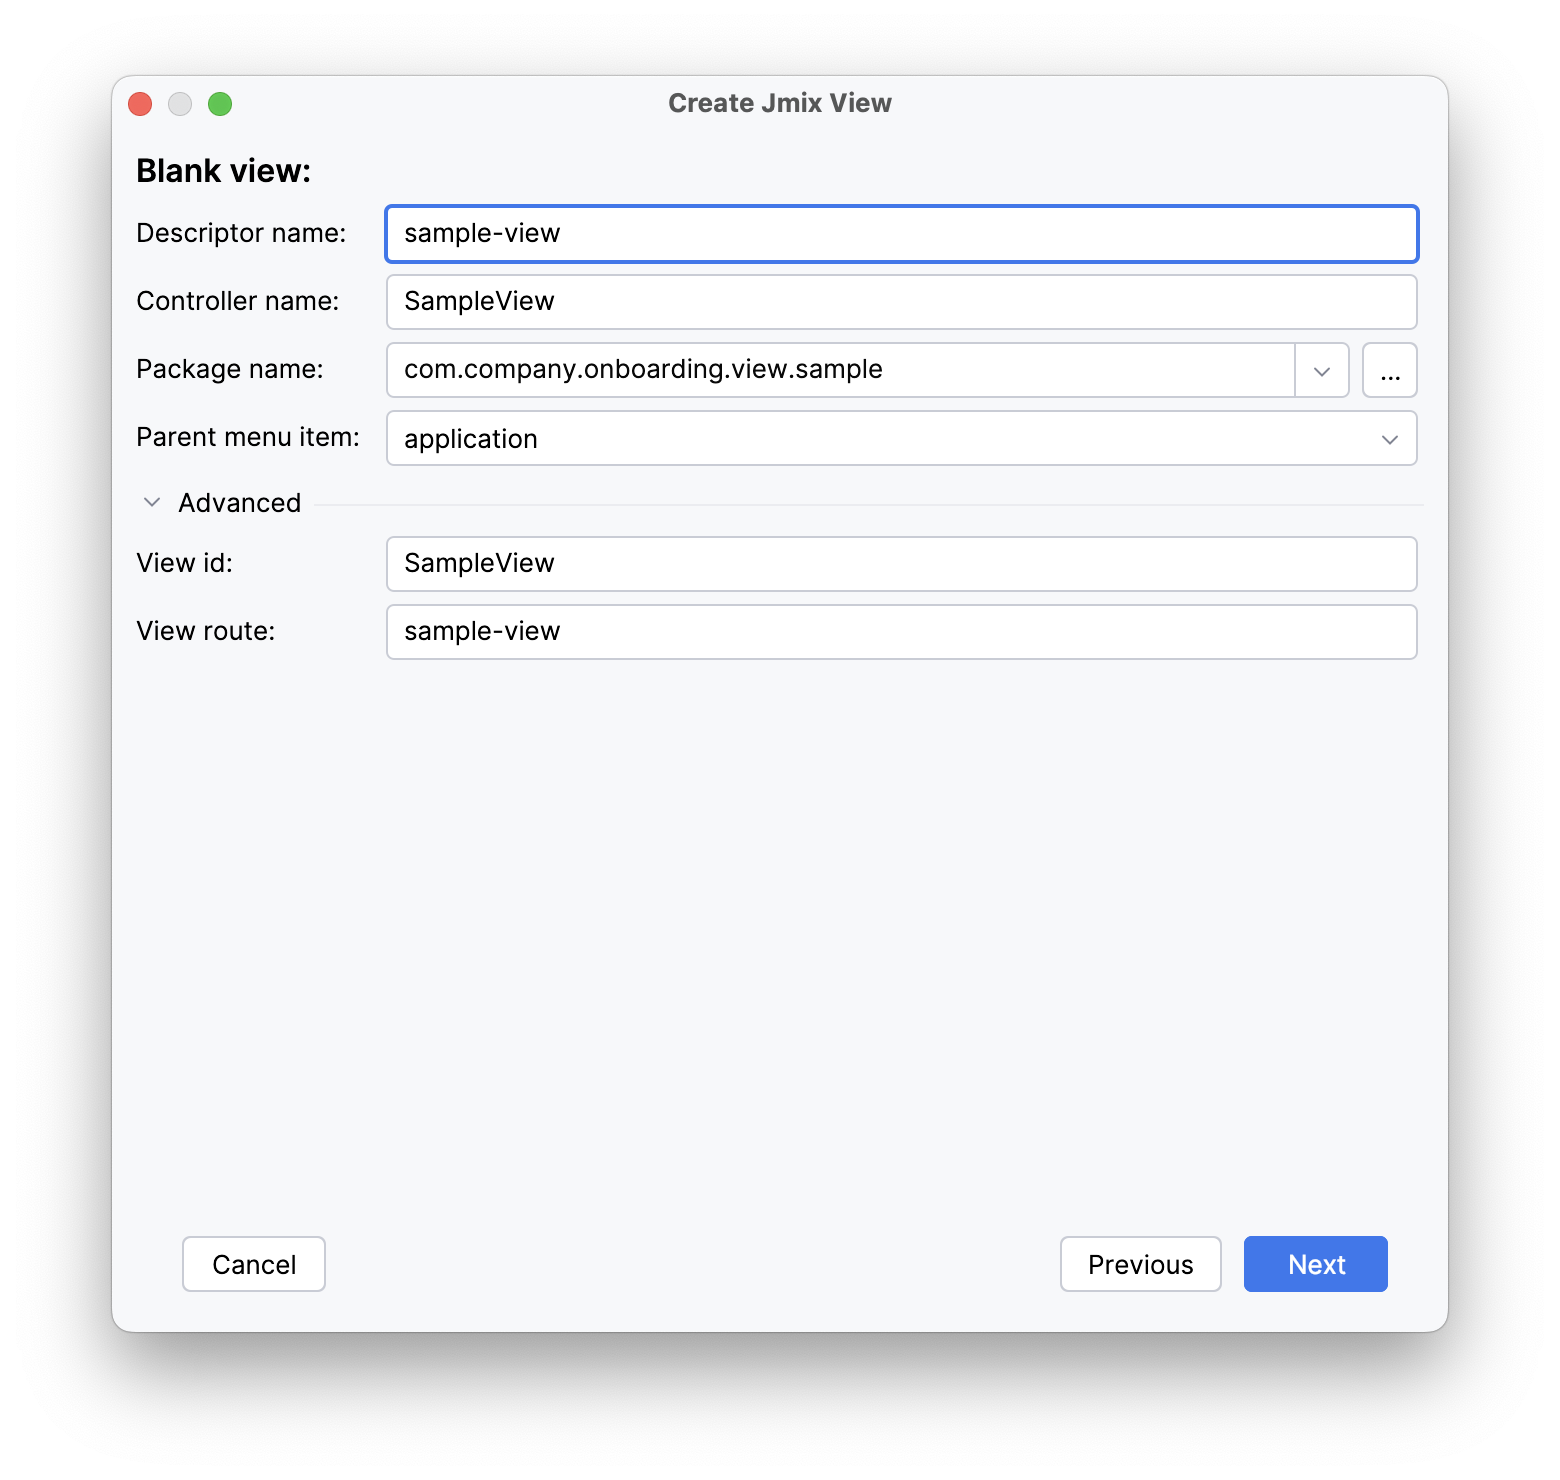 Create Jmix View
Blank view:
Descriptor name: sample-view
Controller name: SampleView
Package name: com.company.onboarding.view.sample ...
Parent menu item: application
Advanced
View id: SampleView
View route: sample-view
Cancel Previous Next